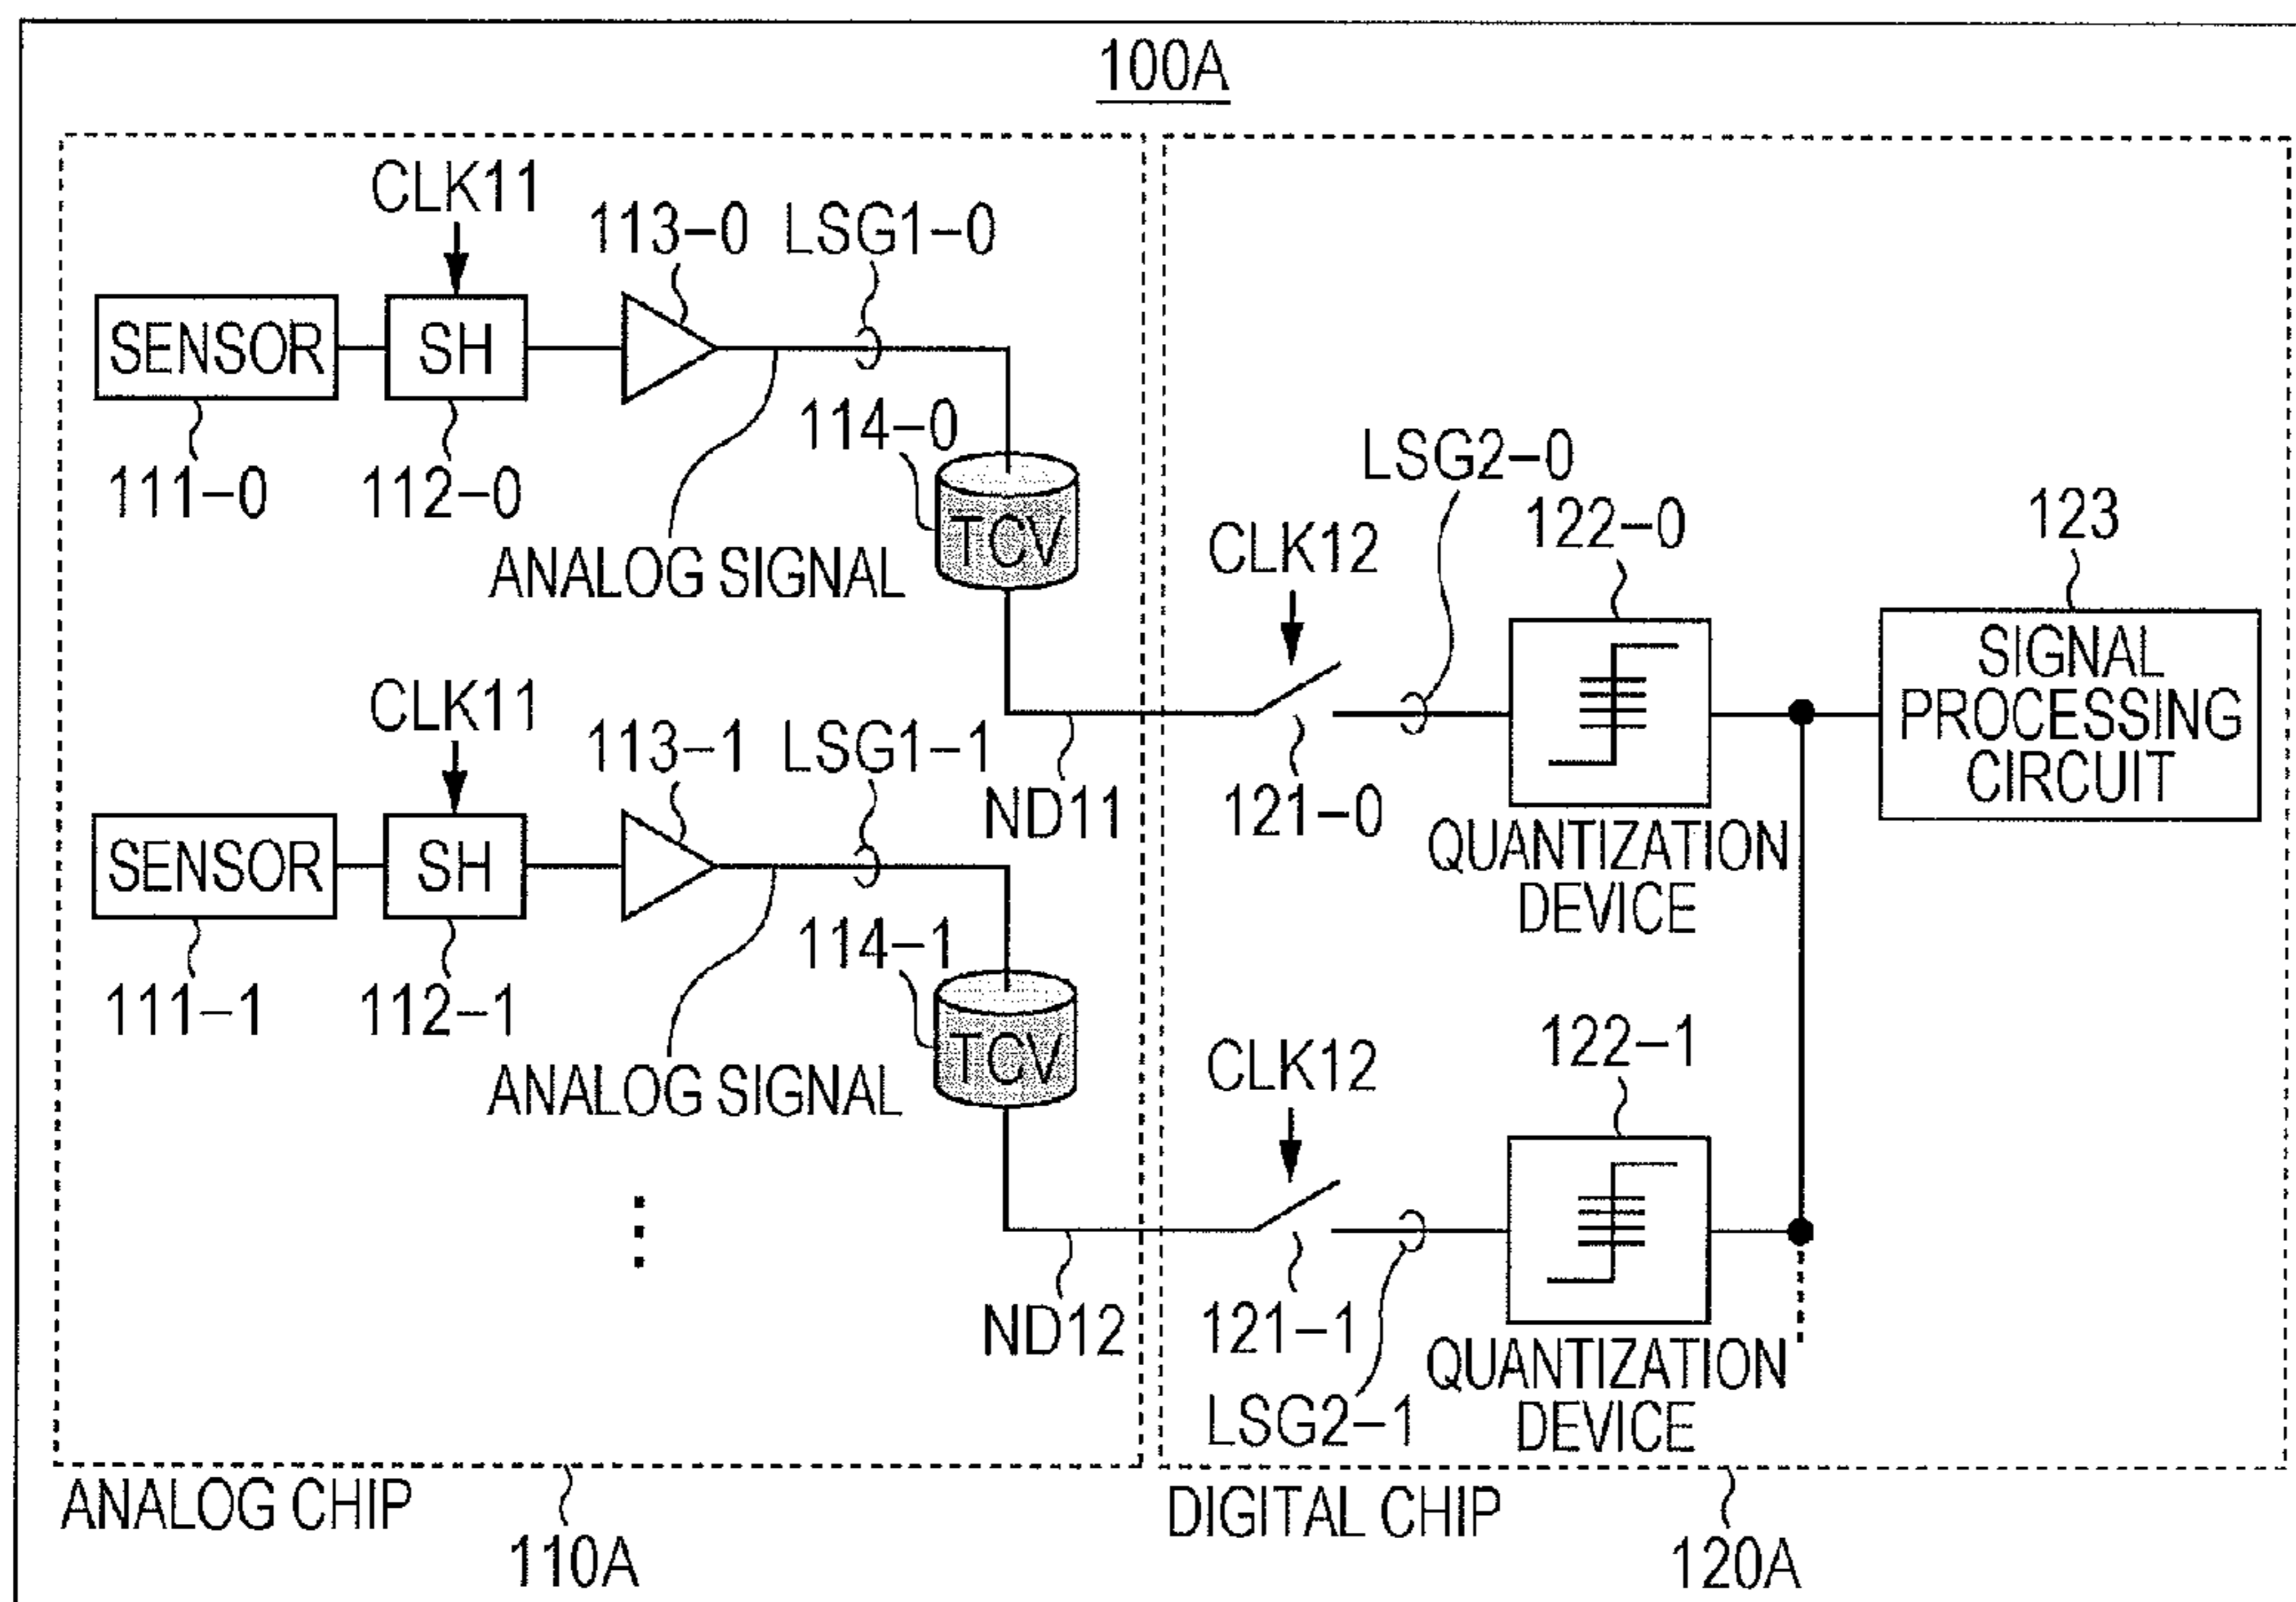 100A
CLK11
113-0
LSG1-0
SENSOR
SH
111-0
112-0
114-0
TCV
ANALOG SIGNAL
LSG2-0
CLK12
122-0
123
SIGNAL
PROCESSING
CIRCUIT
CLK11
113-1
LSG1-1
ND11
121-0
QUANTIZATION
DEVICE
SENSOR
SH
111-1
112-1
114-1
TCV
ANALOG SIGNAL
CLK12
122-1
ND12
121-1
LSG2-1
QUANTIZATION
DEVICE
ANALOG CHIP
110A
DIGITAL CHIP
120A